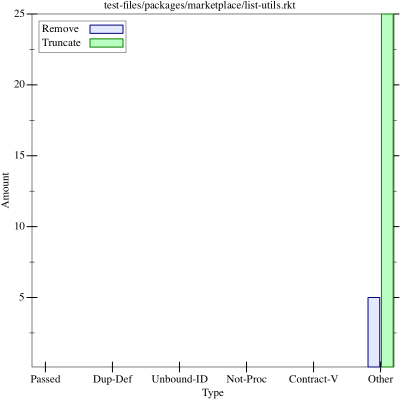 test-files/packages/marketplace/list-utils.rkt
Remove
Truncate
25
20
15
10
5
Amount
Passed Dup-Def Unbound-ID Not-Proc Contract-V Other
Type